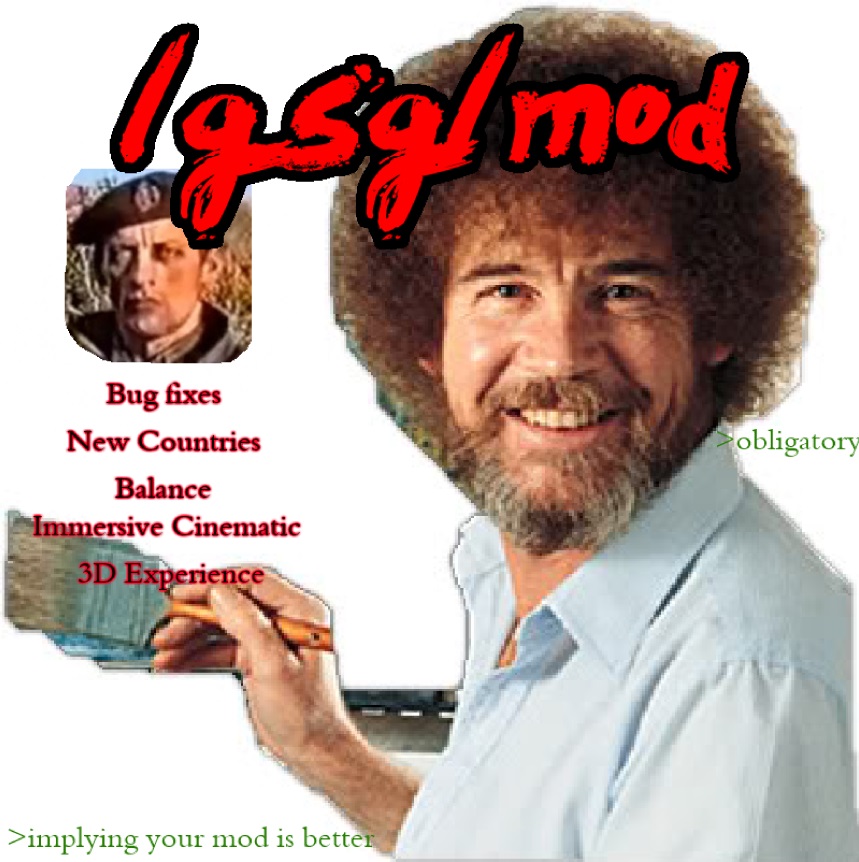 /gsg/mod
Bug fixes
New Countries
>obligatory
Balance
Immersive Cinematic
3D Experience
>implying your mod is better